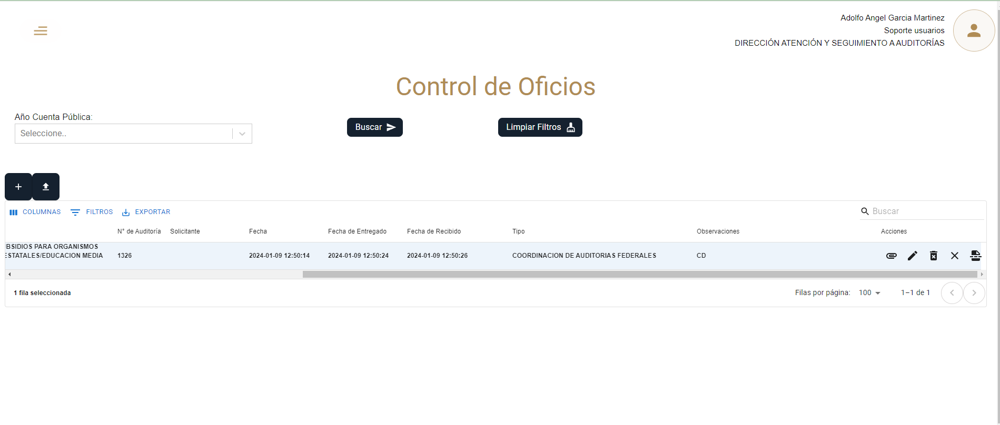 Adolfo Angel Garcia Martinez
Soporte usuarios
DIRECCIÓN ATENCIÓN Y SEGUIMIENTO A AUDITORÍAS
Control de Oficios
Año Cuenta Pública:
Seleccione..
Buscar
Limpiar Filtros
COLUMNAS FILTROS EXPORTAR
Buscar
N° de Auditoría Solicitante Fecha Fecha de Entregado Fecha de Recibido Tipo Observaciones Acciones
BSIDIOS PARA ORGANISMOS
ESTATALES/EDUCACION MEDIA 1326 2024-01-09 12:50:14 2024-01-09 12:50:24 2024-01-09 12:50:26 COORDINACION DE AUDITORIAS FEDERALES CD
1 fila seleccionada
Filas por página: 100 1–1 de 1